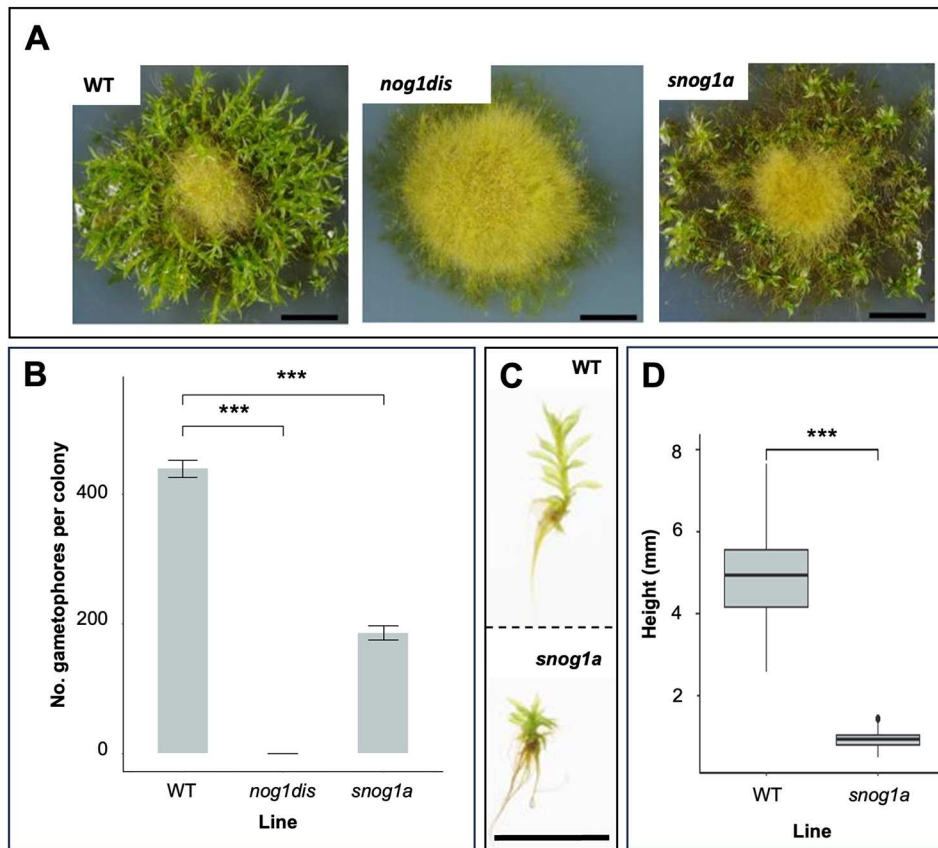 A
WT
nog1dis
snog1a
B
No. gametophores per colony
400
200
0
***
***
WT
nog1dis
snog1a
Line
C
WT
snog1a
D
Height (mm)
8
6
4
2
***
WT
snog1a
Line